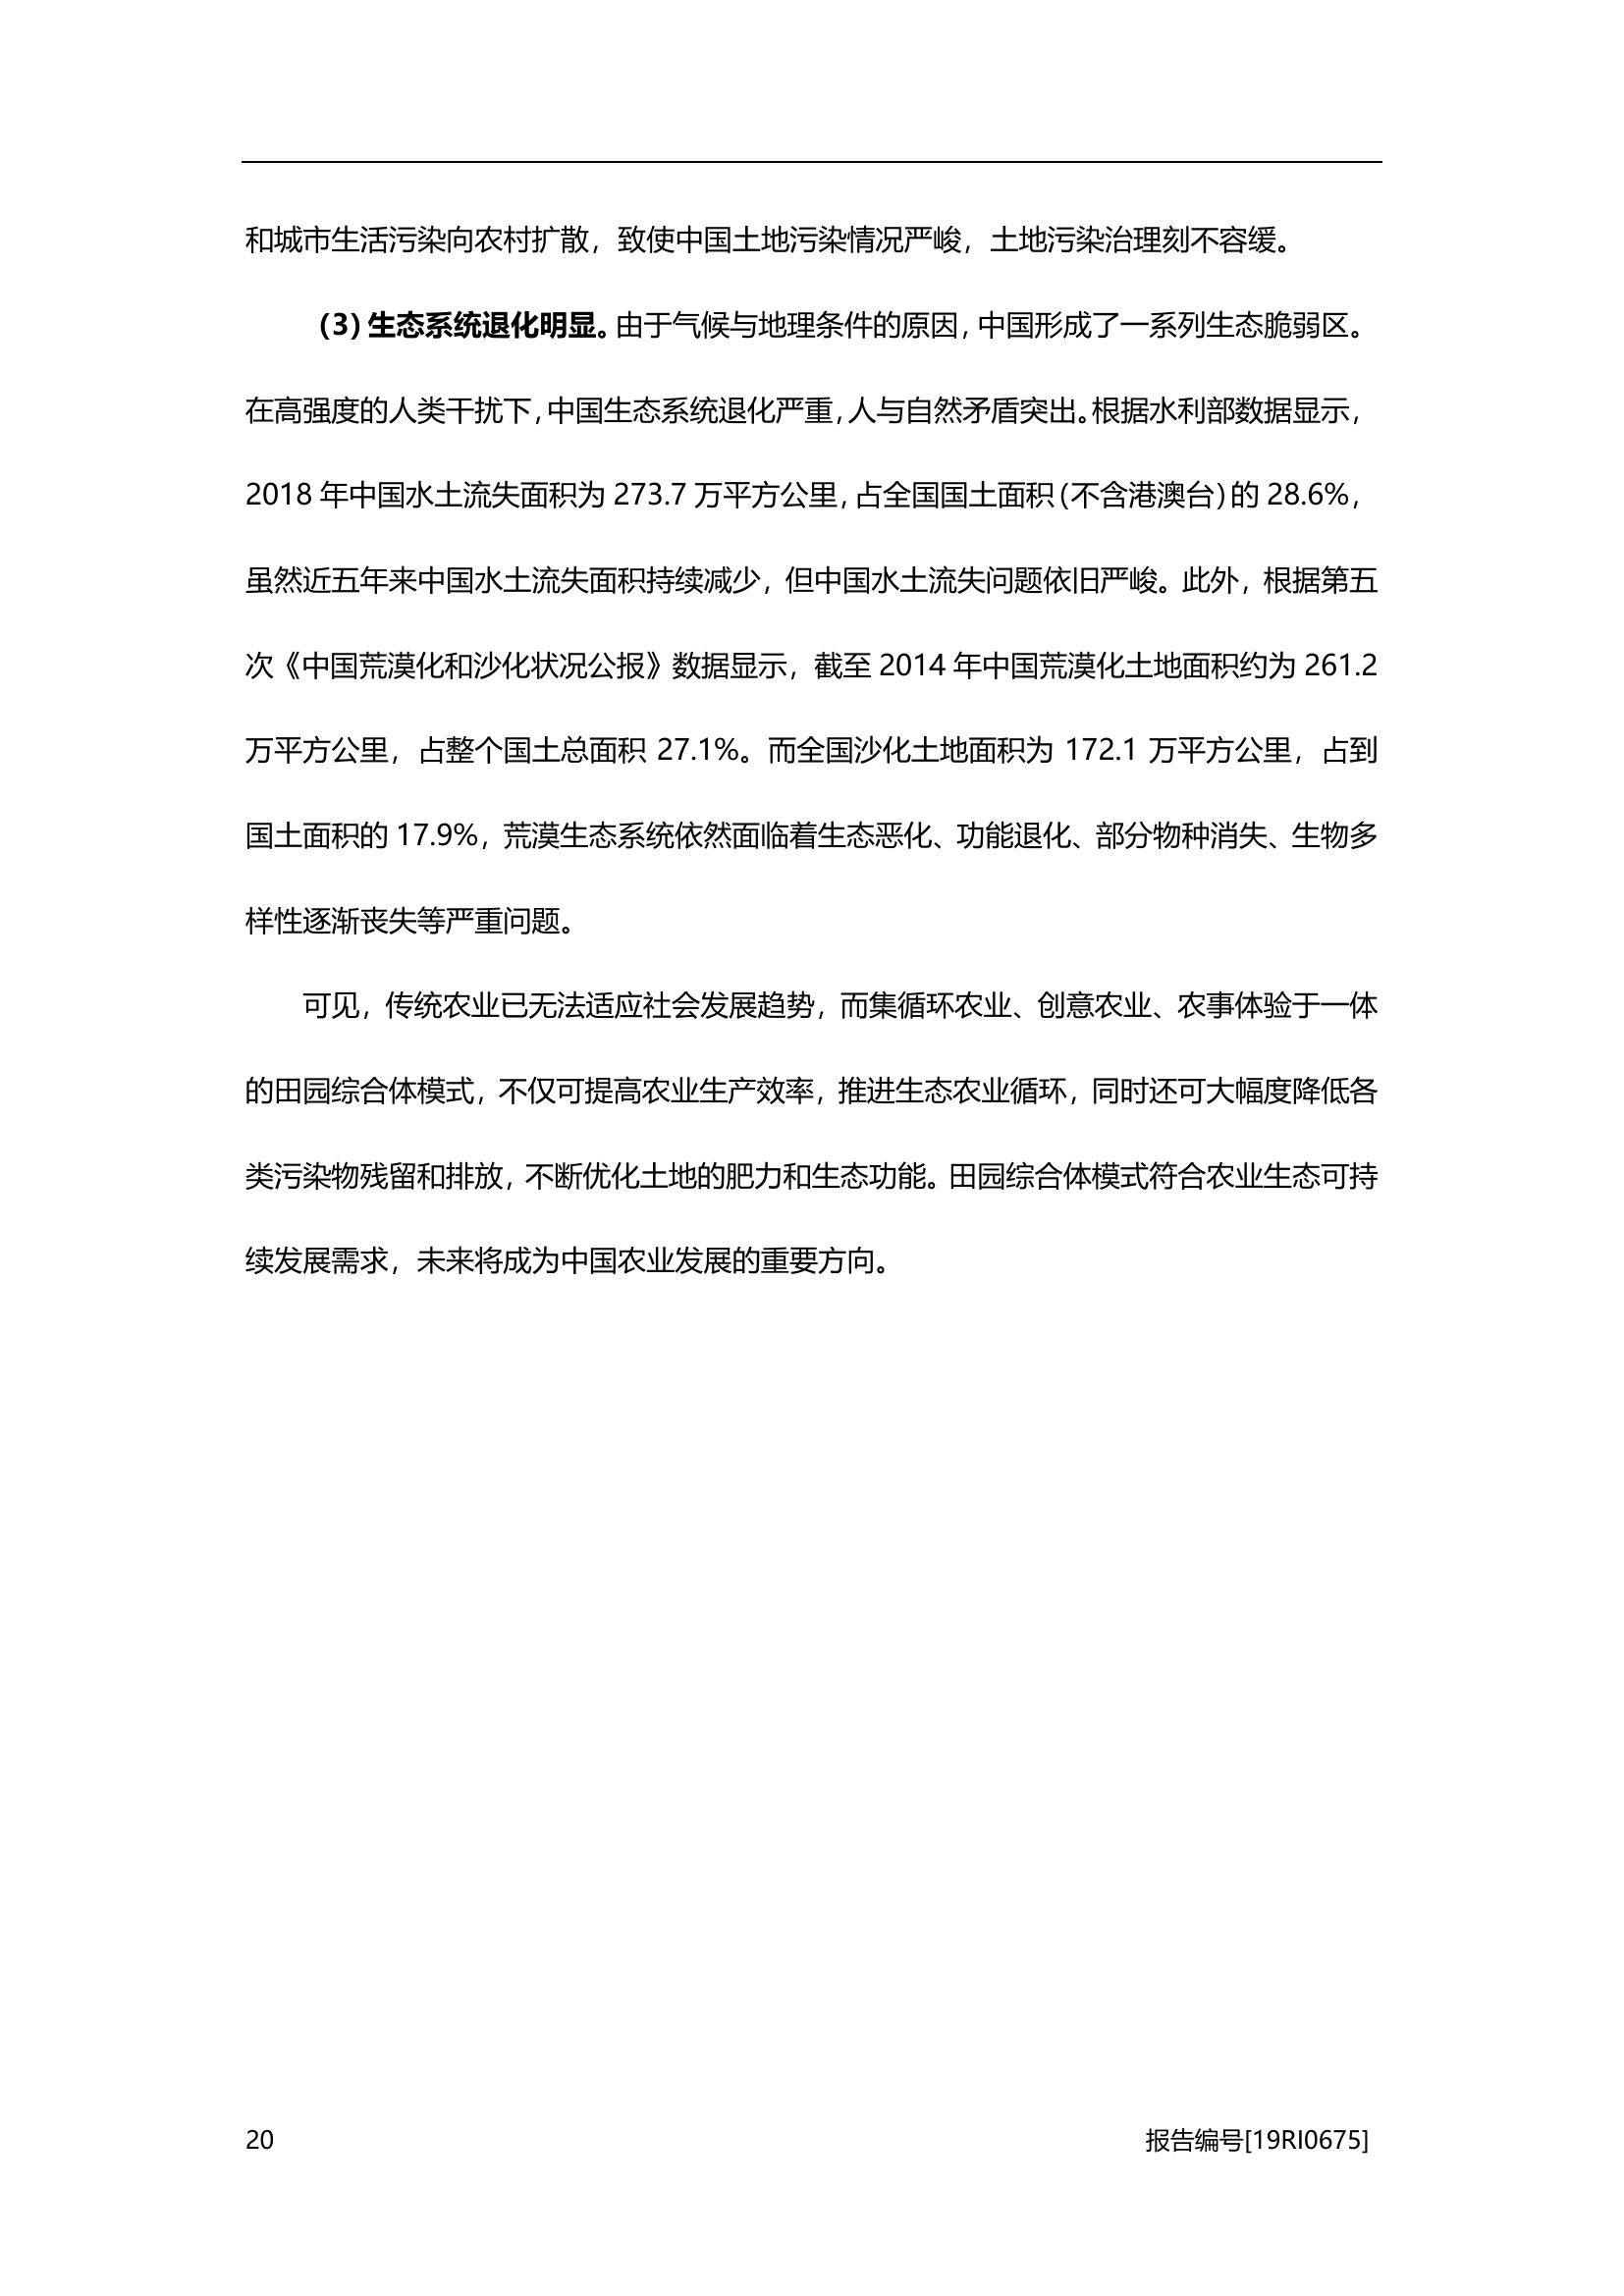 和城市生活污染向农村扩散，致使中国土地污染情况严峻，土地污染治理刻不容缓。
（3）生态系统退化明显。由于气候与地理条件的原因，中国形成了一系列生态脆弱区。
在高强度的人类干扰下，中国生态系统退化严重，人与自然矛盾突出。根据水利部数据显示，
2018 年中国水土流失面积为 273.7 万平方公里，占全国国土面积（不含港澳台）的 28.6%，
虽然近五年来中国水土流失面积持续减少，但中国水土流失问题依旧严峻。此外，根据第五
次《中国荒漠化和沙化状况公报》数据显示，截至 2014 年中国荒漠化土地面积约为 261.2
万平方公里，占整个国土总面积 27.1%。而全国沙化土地面积为 172.1 万平方公里，占到
国土面积的 17.9%，荒漠生态系统依然面临着生态恶化、功能退化、部分物种消失、生物多
样性逐渐丧失等严重问题。
可见，传统农业已无法适应社会发展趋势，而集循环农业、创意农业、农事体验于一体
的田园综合体模式，不仅可提高农业生产效率，推进生态农业循环，同时还可大幅度降低各
类污染物残留和排放，不断优化土地的肥力和生态功能。田园综合体模式符合农业生态可持
续发展需求，未来将成为中国农业发展的重要方向。
20 报告编号[19RI0675]